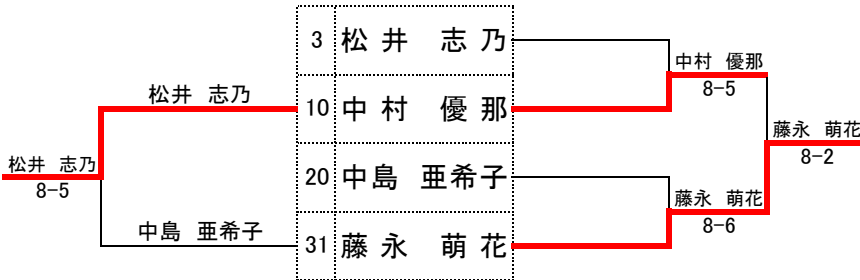 3 松井 志乃
中村 優那
8-5
松井 志乃
10 中村 優那
藤永 萌花
8-2
松井 志乃
8-5
20 中島 亜希子
藤永 萌花
8-6
中島 亜希子
31 藤永 萌花